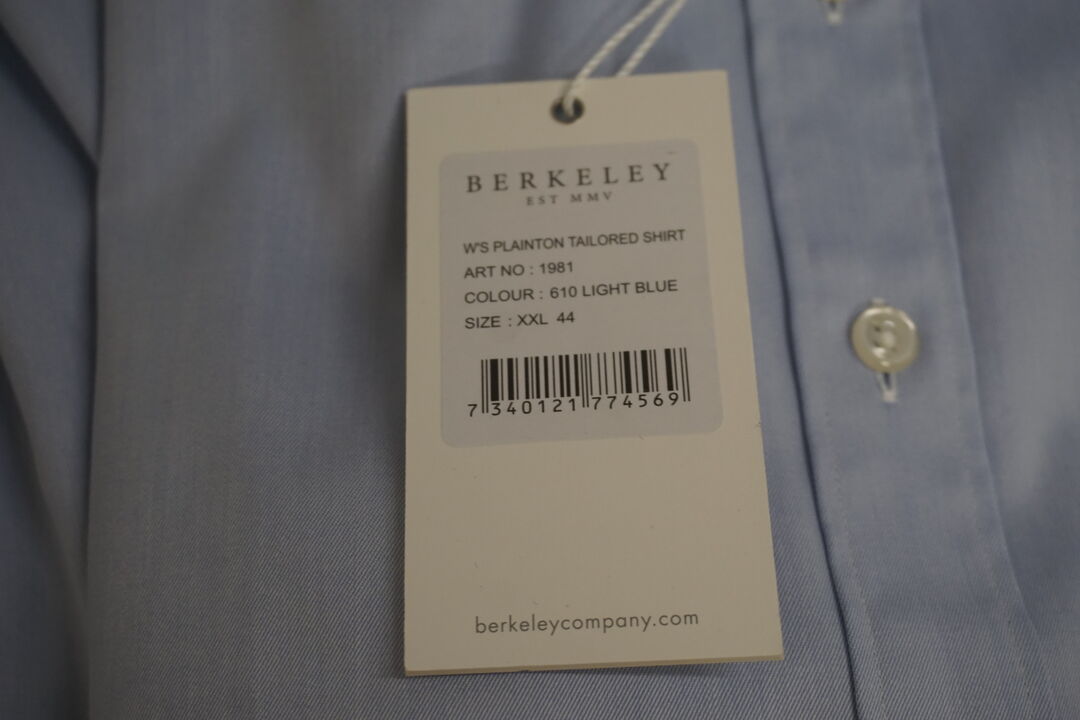 BERKELEY
EST MMV
W'S PLAINTON TAILORED SHIRT
ART NO : 1981
COLOUR : 610 LIGHT BLUE
SIZE : XXL 44
7 340121 774569
berkeleycompany.com